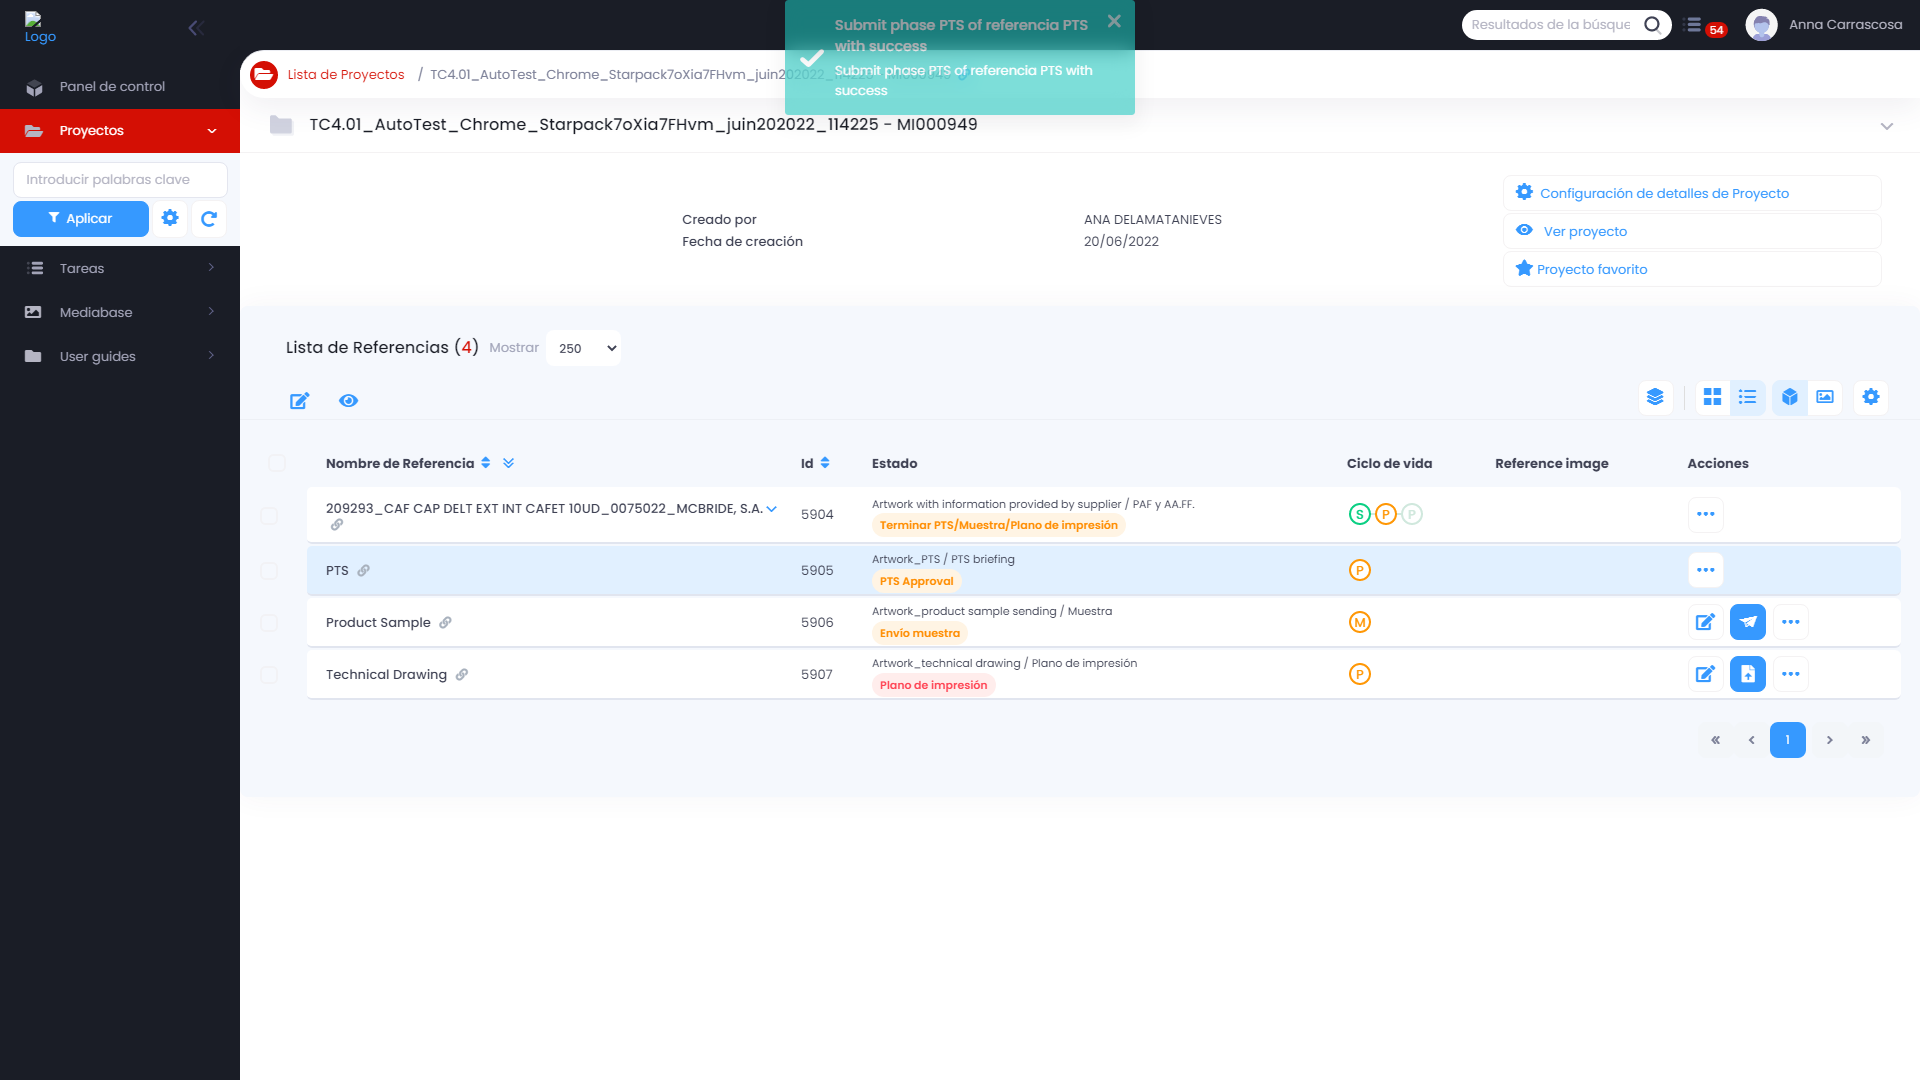 Logo
Submit phase PTS of referencia PTS
with success
Submit phase PTS of referencia PTS with
success
Resultados de la búsque
54
Anna Carrascosa
Panel de control
Proyectos
Introducir palabras clave
Aplicar
Tareas
Mediabase
User guides
Lista de Proyectos / TC4.01_AutoTest_Chrome_Starpack7oXia7FHvm_juin202022_114225 - MI000949
TC4.01_AutoTest_Chrome_Starpack7oXia7FHvm_juin202022_114225 - MI000949
Creado por ANA DELAMATANIEVES
Fecha de creación 20/06/2022
Configuración de detalles de Proyecto
Ver proyecto
Proyecto favorito
Lista de Referencias (4) Mostrar 250
Nombre de Referencia Id Estado Ciclo de vida Reference image Acciones
209293_CAF CAP DELT EXT INT CAFET 10UD_0075022_MCBRIDE, S.A. 5904 Artwork with information provided by supplier / PAF y AA.FF. S P P
Terminar PTS/Muestra/Plano de impresión
PTS 5905 Artwork_PTS / PTS briefing P
PTS Approval
Product Sample 5906 Artwork_product sample sending / Muestra M
Envío muestra
Technical Drawing 5907 Artwork_technical drawing / Plano de impresión P
Plano de impresión
« ‹ 1 › »